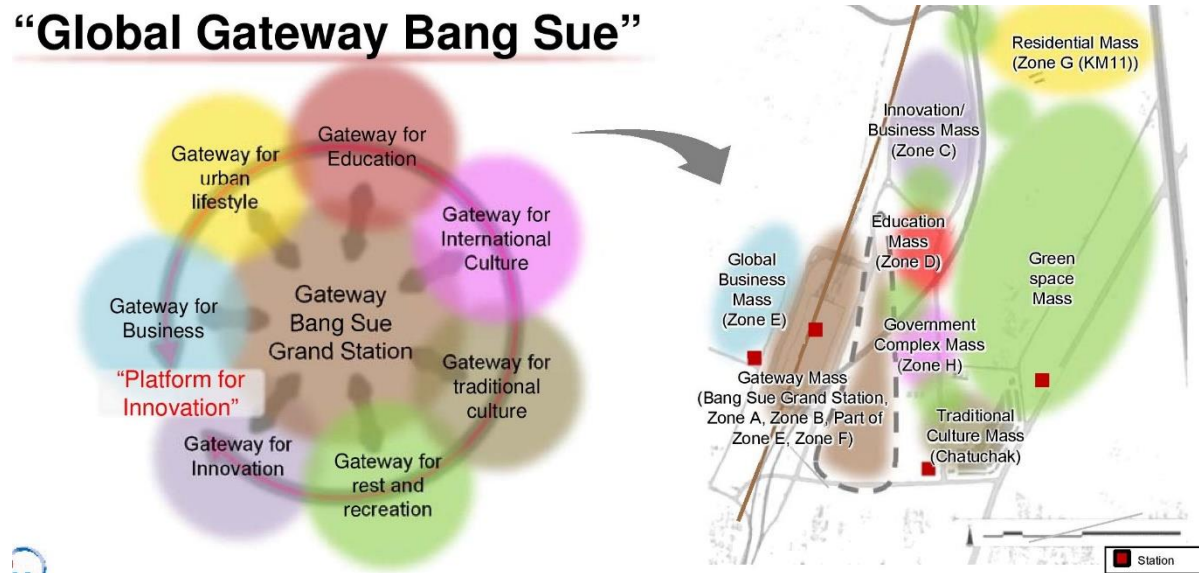 “Global Gateway Bang Sue”
Gateway for
Education
Gateway for
urban
lifestyle
Gateway for
International
Culture
Gateway for
Business
Gateway
Bang Sue
Grand Station
Gateway for
traditional
culture
“Platform for
Innovation”
Gateway for
Innovation
Gateway for
rest and
recreation
Residential Mass
(Zone G (KM11))
Innovation/
Business Mass
(Zone C)
Education
Mass
(Zone D)
Global
Business
Mass
(Zone E)
Green
space
Mass
Government
Complex Mass
(Zone H)
Gateway Mass
(Bang Sue Grand Station,
Zone A, Zone B, Part of
Zone E, Zone F)
Traditional
Culture Mass
(Chatuchak)
Station